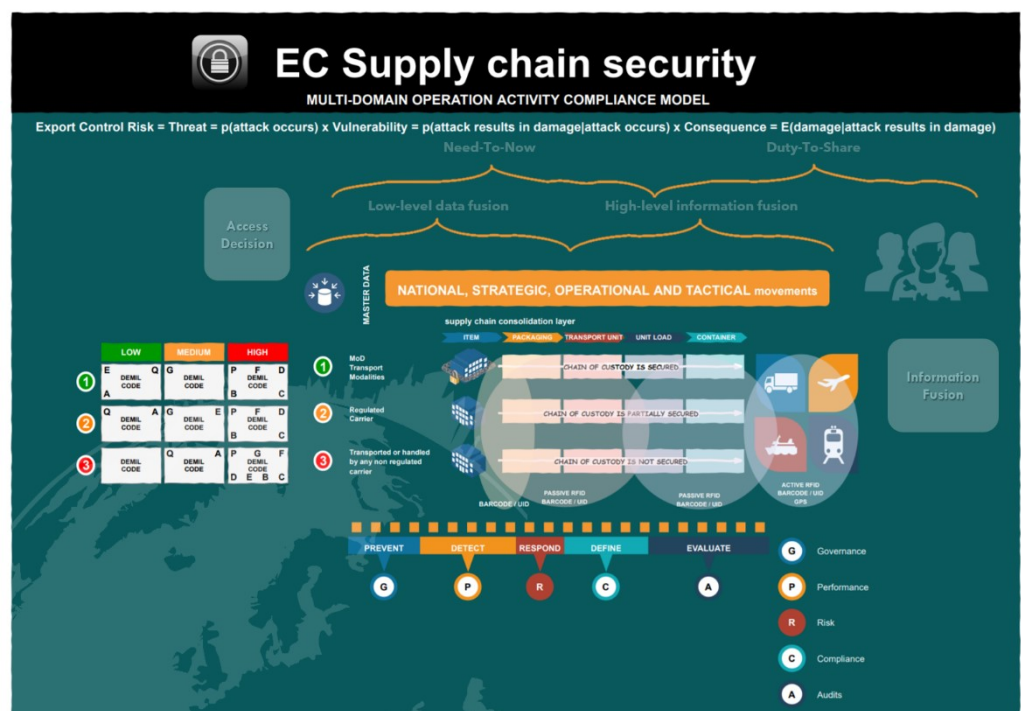 EC Supply chain security
MULTI-DOMAIN OPERATION ACTIVITY COMPLIANCE MODEL
Export Control Risk = Threat = p(attack occurs) x Vulnerability = p(attack results in damage|attack occurs) x Consequence = E(damage|attack results in damage)
Need-To-Now
Duty-To-Share
Low-level data fusion
High-level information fusion
Access
Decision
MASTER DATA
NATIONAL, STRATEGIC, OPERATIONAL AND TACTICAL movements
supply chain consolidation layer
ITEM
PACKAGING
TRANSPORT UNIT
UNIT LOAD
CONTAINER
LOW
MEDIUM
HIGH
1
E Q
DEMIL
CODE
A
G
DEMIL
CODE
P F D
DEMIL
CODE
B C
2
Q A
DEMIL
CODE
G E
DEMIL
CODE
P F D
DEMIL
CODE
B C
3
DEMIL
CODE
Q A
DEMIL
CODE
P G F
DEMIL
CODE
D E B C
1
MoD
Transport
Modalities
CHAIN OF CUSTODY IS SECURED
2
Regulated
Carrier
CHAIN OF CUSTODY IS PARTIALLY SECURED
3
Transported or handled
by any non regulated
carrier
CHAIN OF CUSTODY IS NOT SECURED
Information
Fusion
BARCODE / UID
PASSIVE RFID
BARCODE / UID
PASSIVE RFID
BARCODE / UID
ACTIVE RFID
BARCODE / UID
GPS
PREVENT
DETECT
RESPOND
DEFINE
EVALUATE
G
P
R
C
A
G Governance
P Performance
R Risk
C Compliance
A Audits